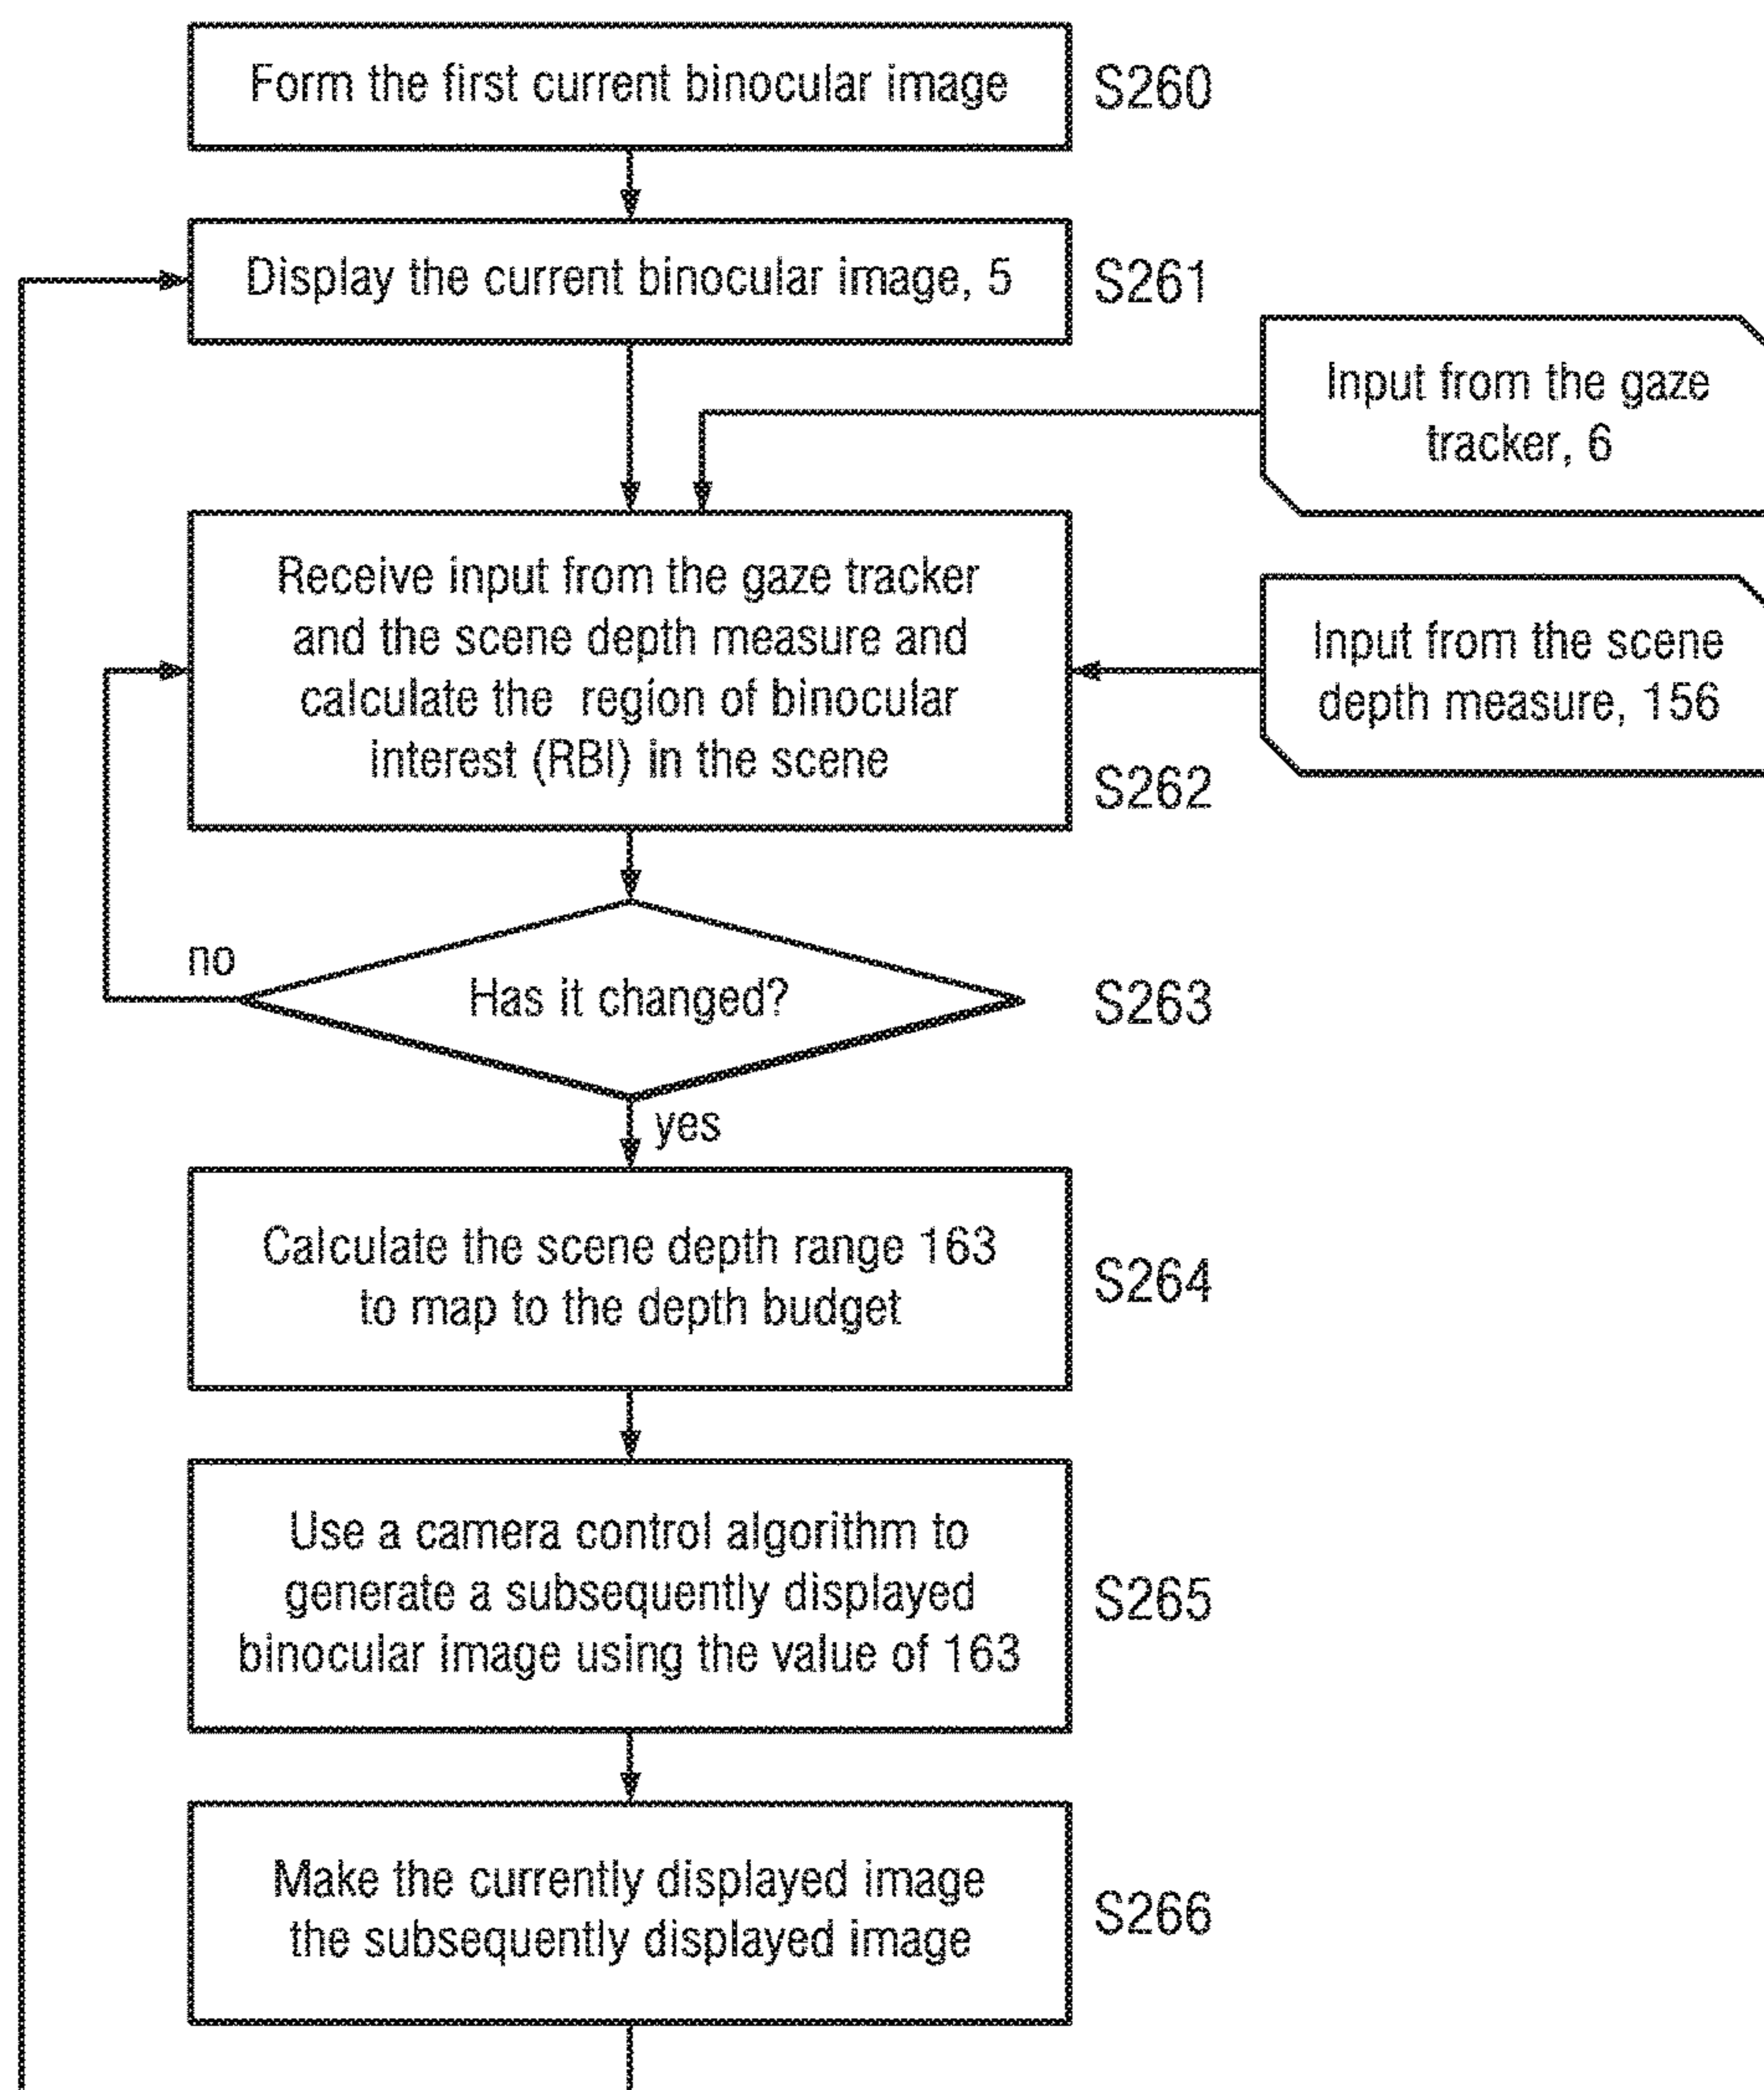 Form the first current binocular image
S260
Display the current binocular image, 5
S261
Input from the gaze
tracker, 6
Receive input from the gaze tracker
and the scene depth measure and
calculate the region of binocular
interest (RBI) in the scene
S262
Input from the scene
depth measure, 156
no
Has it changed?
S263
yes
Calculate the scene depth range 163
to map to the depth budget
S264
Use a camera control algorithm to
generate a subsequently displayed
binocular image using the value of 163
S265
Make the currently displayed image
the subsequently displayed image
S266